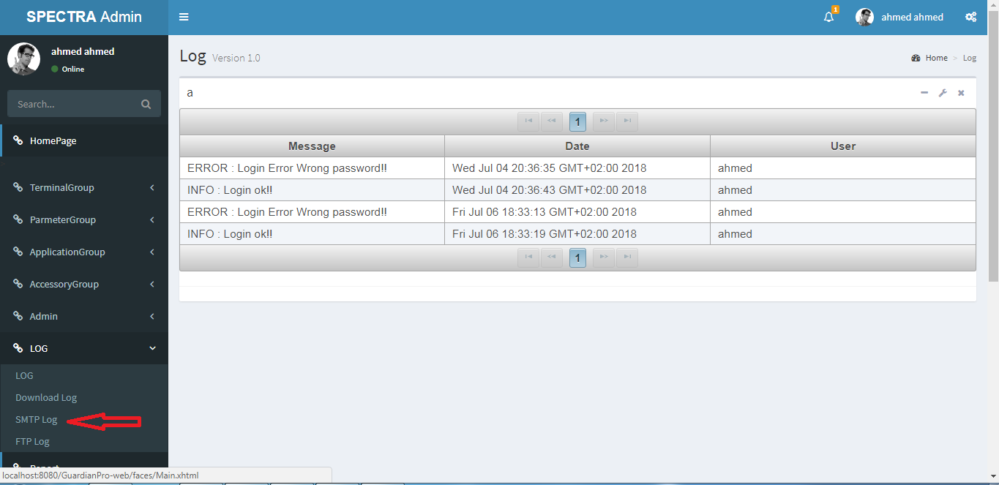 SPECTRA Admin
1
ahmed ahmed
ahmed ahmed
Online
Search...
HomePage
TerminalGroup
ParmeterGroup
ApplicationGroup
AccessoryGroup
Admin
LOG
LOG
Download Log
SMTP Log
FTP Log
Report
Log Version 1.0
Home > Log
a
1
Message Date User
ERROR : Login Error Wrong password!! Wed Jul 04 20:36:35 GMT+02:00 2018 ahmed
INFO : Login ok!! Wed Jul 04 20:36:43 GMT+02:00 2018 ahmed
ERROR : Login Error Wrong password!! Fri Jul 06 18:33:13 GMT+02:00 2018 ahmed
INFO : Login ok!! Fri Jul 06 18:33:19 GMT+02:00 2018 ahmed
1
localhost:8080/GuardianPro-web/faces/Main.xhtml